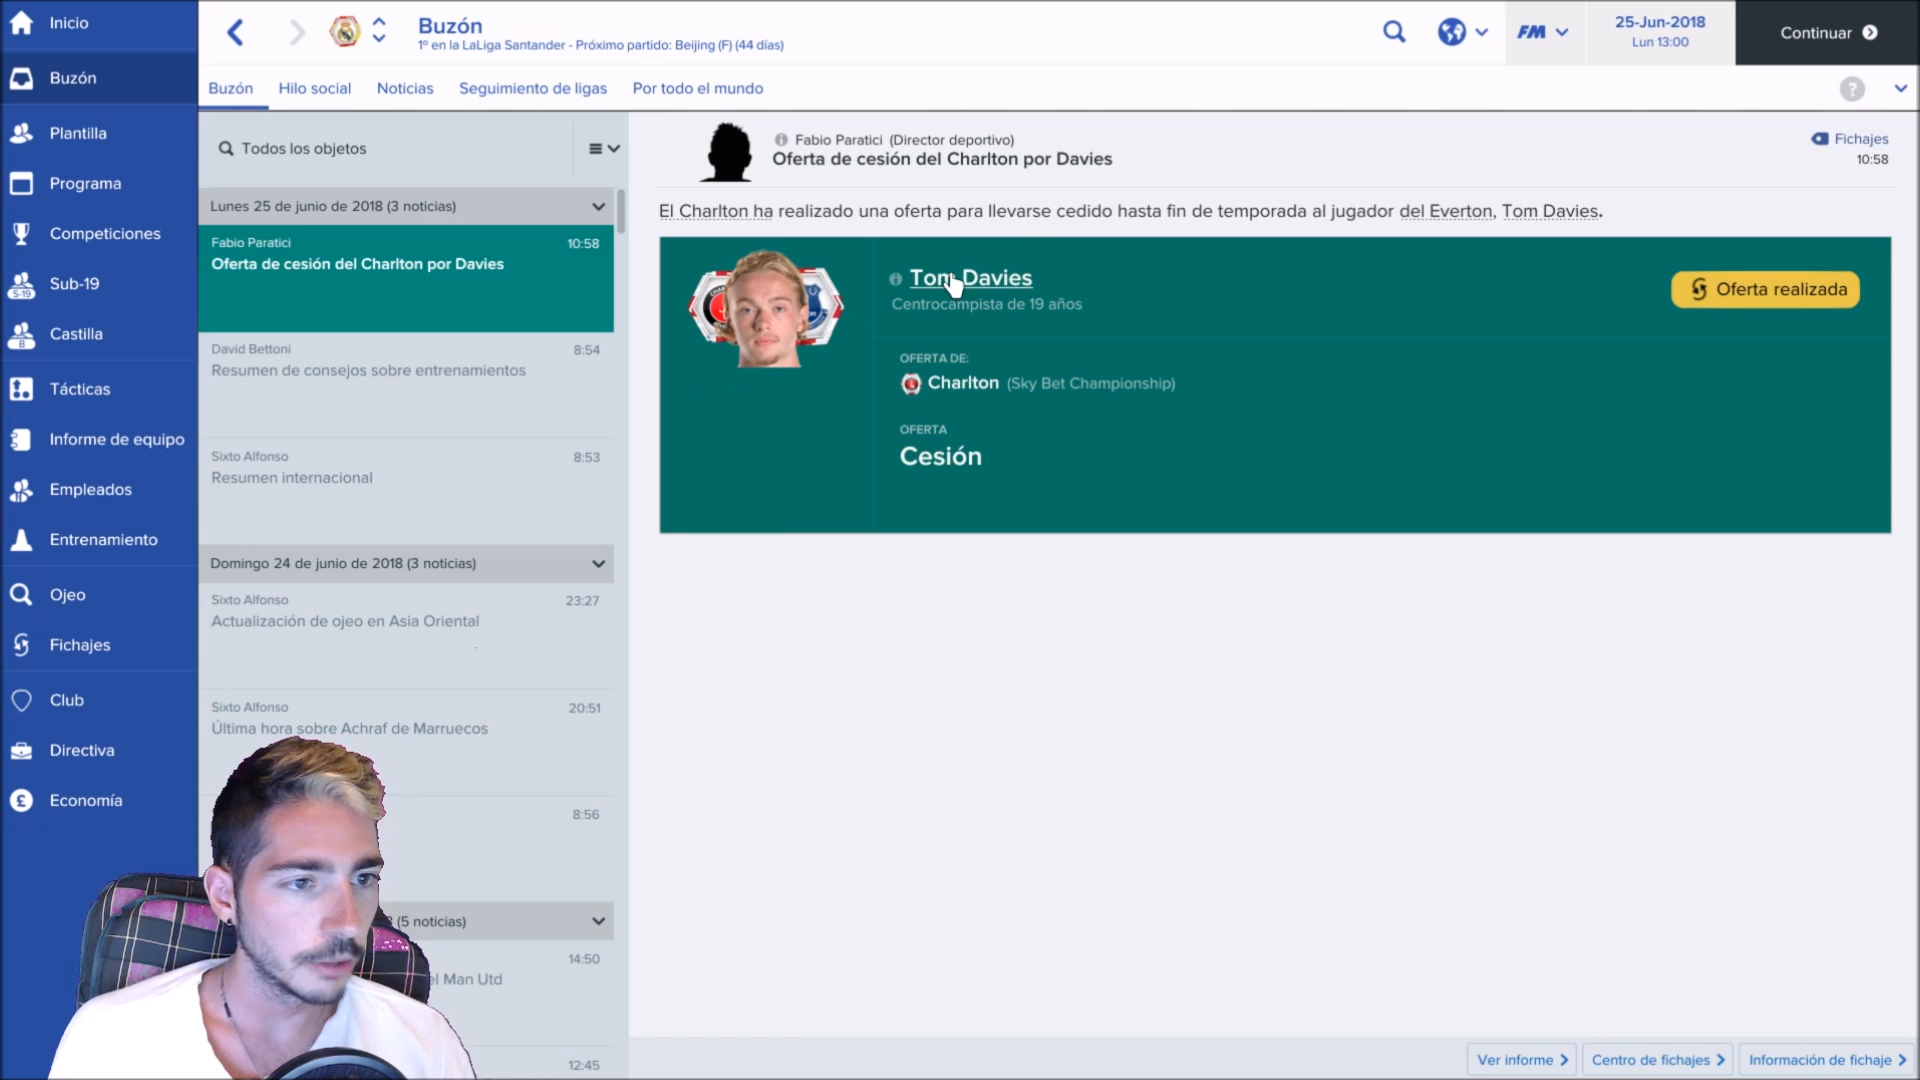 Inicio
Buzón
Plantilla
Programa
Competiciones
S-19
Sub-19
B
Castilla
Tácticas
Informe de equipo
Empleados
Entrenamiento
Ojeo
Fichajes
Club
Directiva
Economía
Buzón
1º en la LaLiga Santander - Próximo partido: Beijing (F) (44 días)
FM
25-Jun-2018
Lun 13:00
Continuar
Buzón Hilo social Noticias Seguimiento de ligas Por todo el mundo
?
Todos los objetos
Lunes 25 de junio de 2018 (3 noticias)
Fabio Paratici 10:58
Oferta de cesión del Charlton por Davies
David Bettoni 8:54
Resumen de consejos sobre entrenamientos
Sixto Alfonso 8:53
Resumen internacional
Domingo 24 de junio de 2018 (3 noticias)
Sixto Alfonso 23:27
Actualización de ojeo en Asia Oriental
Sixto Alfonso 20:51
Última hora sobre Achraf de Marruecos
8:56
(5 noticias)
14:50
el Man Utd
12:45
Fabio Paratici (Director deportivo)
Oferta de cesión del Charlton por Davies
Fichajes
10:58
El Charlton ha realizado una oferta para llevarse cedido hasta fin de temporada al jugador del Everton, Tom Davies.
Tom Davies
Centrocampista de 19 años
Oferta realizada
OFERTA DE:
Charlton (Sky Bet Championship)
OFERTA
Cesión
Ver informe
Centro de fichajes
Información de fichaje